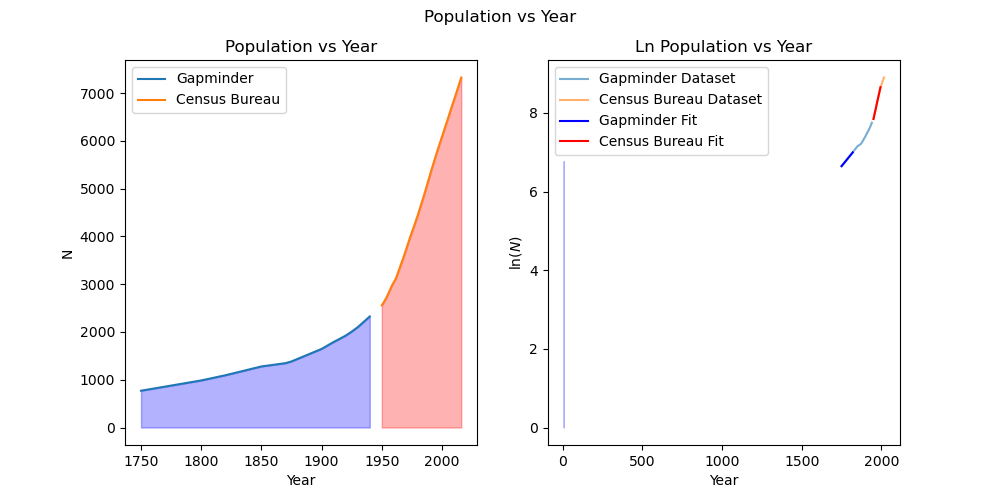 Population vs Year
Population vs Year
Gapminder
Census Bureau
7000
6000
5000
4000
3000
2000
1000
0
N
1750 1800 1850 1900 1950 2000
Year
Ln Population vs Year
Gapminder Dataset
Census Bureau Dataset
Gapminder Fit
Census Bureau Fit
8
6
4
2
0
ln(N)
0 500 1000 1500 2000
Year